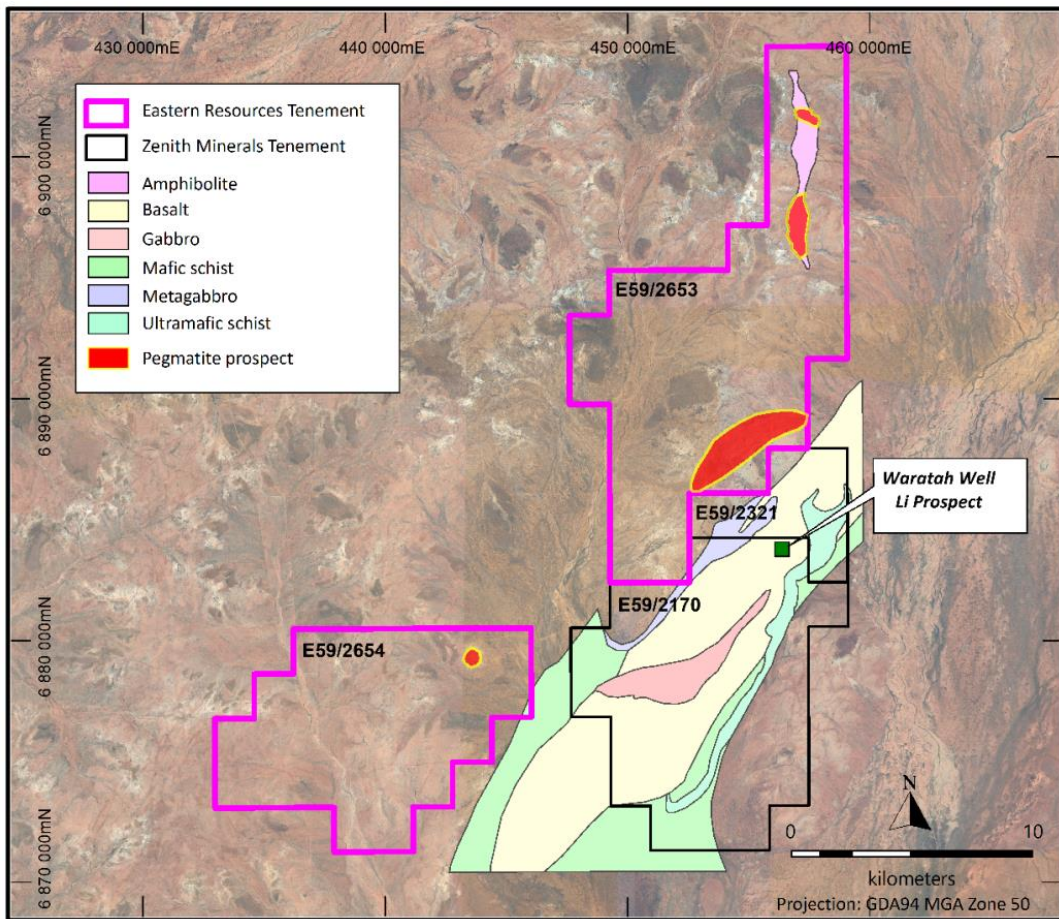 430 000mE
440 000mE
450 000mE
460 000mE
Eastern Resources Tenement
Zenith Minerals Tenement
Amphibolite
Basalt
Gabbro
Mafic schist
Metagabbro
Ultramafic schist
Pegmatite prospect
6 900 000mN
6 890 000mN
6 880 000mN
6 870 000mN
E59/2653
Waratah Well
Li Prospect
E59/2321
E59/2170
E59/2654
N
0
10
kilometers
Projection: GDA94 MGA Zone 50